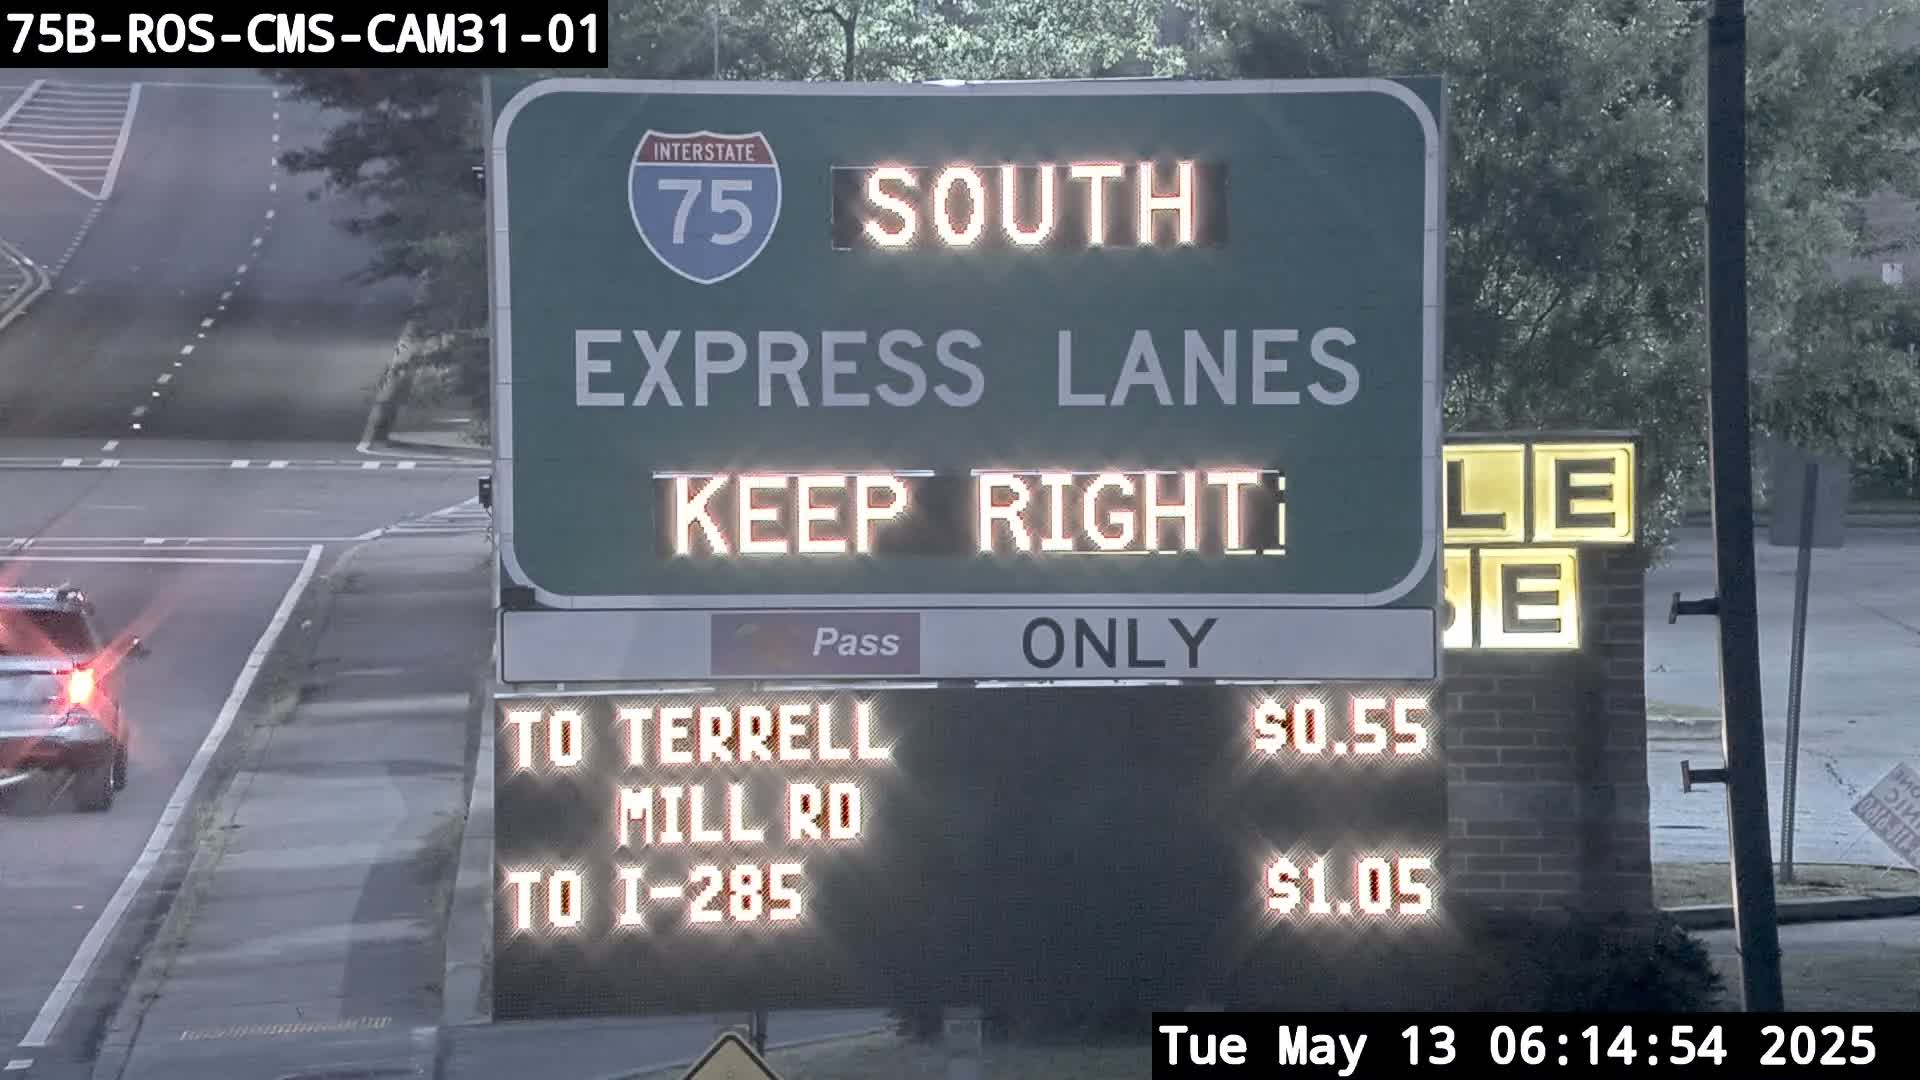 75B-ROS-CMS-CAM31-01
INTERSTATE
75
SOUTH
EXPRESS LANES
KEEP RIGHT
Pass ONLY
TO TERRELL $0.55
MILL RD
TO I-285 $1.05
LE
E
Tue May 13 06:14:54 2025